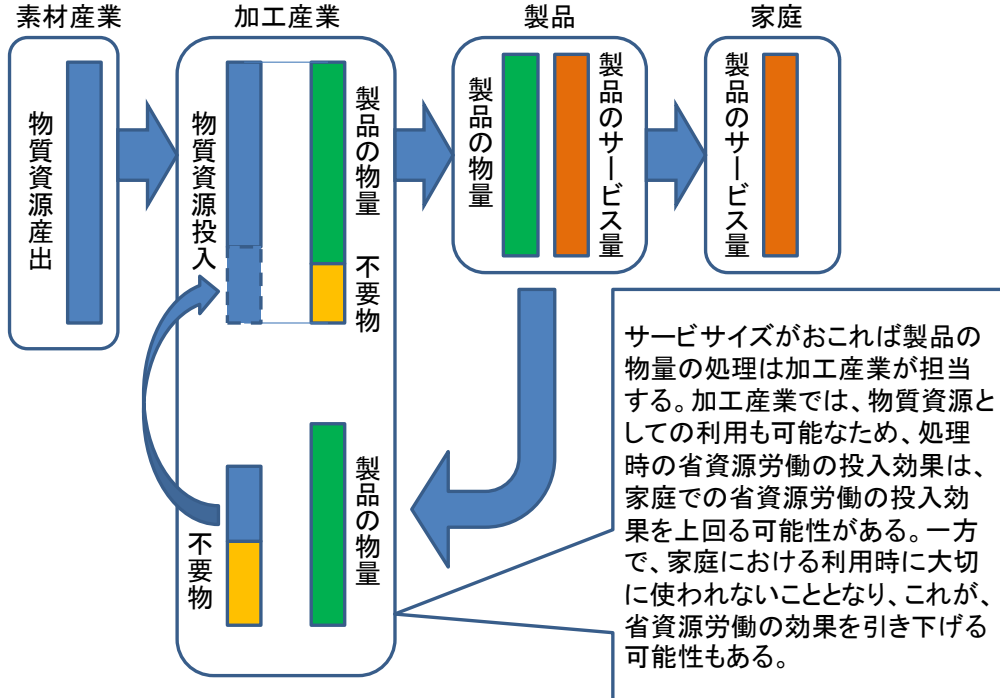 素材産業
加工産業
製品
家庭
物質資源産出
物質資源投入
製品の物量
不要物
製品の物量
製品のサービス量
製品のサービス量
不要物
製品の物量
サービサイズがおこれば製品の
物量の処理は加工産業が担当
する。加工産業では、物質資源と
しての利用も可能なため、処理
時の省資源労働の投入効果は、
家庭での省資源労働の投入効
果を上回る可能性がある。一方
で、家庭における利用時に大切
に使われないこととなり、これが、
省資源労働の効果を引き下げる
可能性もある。